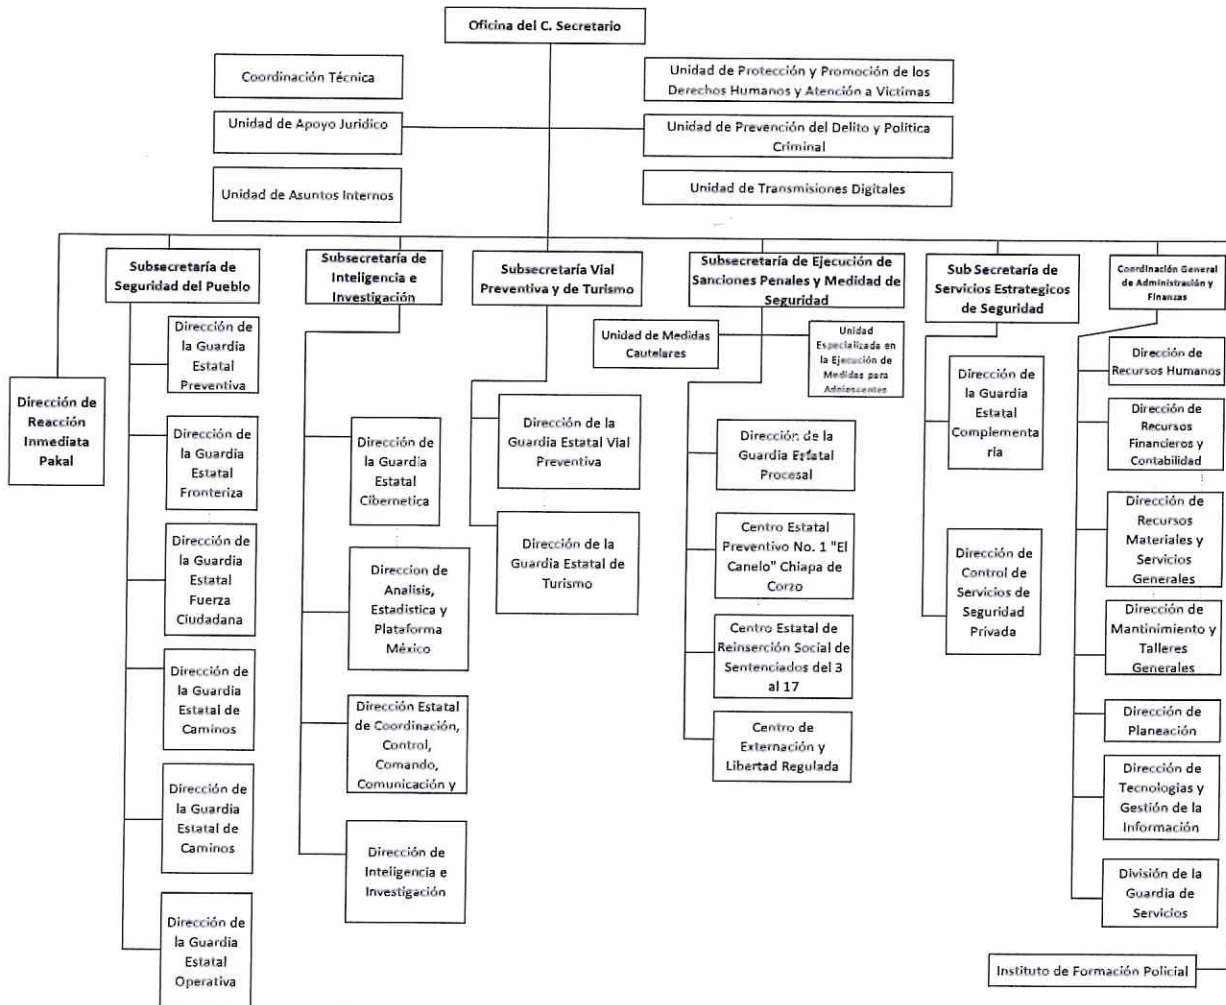 Oficina del C. Secretario
Coordinación Técnica
Unidad de Protección y Promoción de los
Derechos Humanos y Atención a Victimas
Unidad de Apoyo Juridico
Unidad de Prevención del Delito y Politica
Criminal
Unidad de Asuntos Internos
Unidad de Transmisiones Digitales
Dirección de
Reacción
Inmediata
Pakal
Subsecretaría de
Seguridad del Pueblo
Dirección de
la Guardia
Estatal
Preventiva
Dirección de
la Guardia
Estatal
Fronteriza
Dirección de
la Guardia
Estatal
Fuerza
Ciudadana
Dirección de
la Guardia
Estatal de
Caminos
Dirección de
la Guardia
Estatal de
Caminos
Dirección de
la Guardia
Estatal
Operativa
Subsecretaría de
Inteligencia e
Investigación
Dirección de
la Guardia
Estatal
Cibernetica
Direccion de
Analisis,
Estadistica y
Plataforma
México
Dirección Estatal
de Coordinación,
Control,
Comando,
Comunicación y
Dirección de
Inteligencia e
Investigación
Subsecretaría Vial
Preventiva y de Turismo
Dirección de la
Guardia Estatal Vial
Preventiva
Dirección de la
Guardia Estatal de
Turismo
Subsecretaría de Ejecución de
Sanciones Penales y Medidad de
Seguridad
Unidad de Medidas
Cautelares
Unidad
Especializada en
la Ejecución de
Medidas para
Adolescentes
Dirección de la
Guardia Estatal
Procesal
Centro Estatal
Preventivo No. 1 "El
Canelo" Chiapa de
Corzo
Centro Estatal de
Reinserción Social de
Sentenciados del 3
al 17
Centro de
Externación y
Libertad Regulada
Sub Secretaría de
Servicios Estrategicos
de Seguridad
Dirección de
la Guardia
Estatal
Complementa
ria
Dirección de
Control de
Servicios de
Seguridad
Privada
Coordinación General
de Administración y
Finanzas
Dirección de
Recursos Humanos
Dirección de
Recursos
Financieros y
Contabilidad
Dirección de
Recursos
Materiales y
Servicios
Generales
Dirección de
Mantinimiento y
Talleres
Generales
Dirección de
Planeación
Dirección de
Tecnologías y
Gestión de la
Información
División de la
Guardia de
Servicios
Instituto de Formación Policial